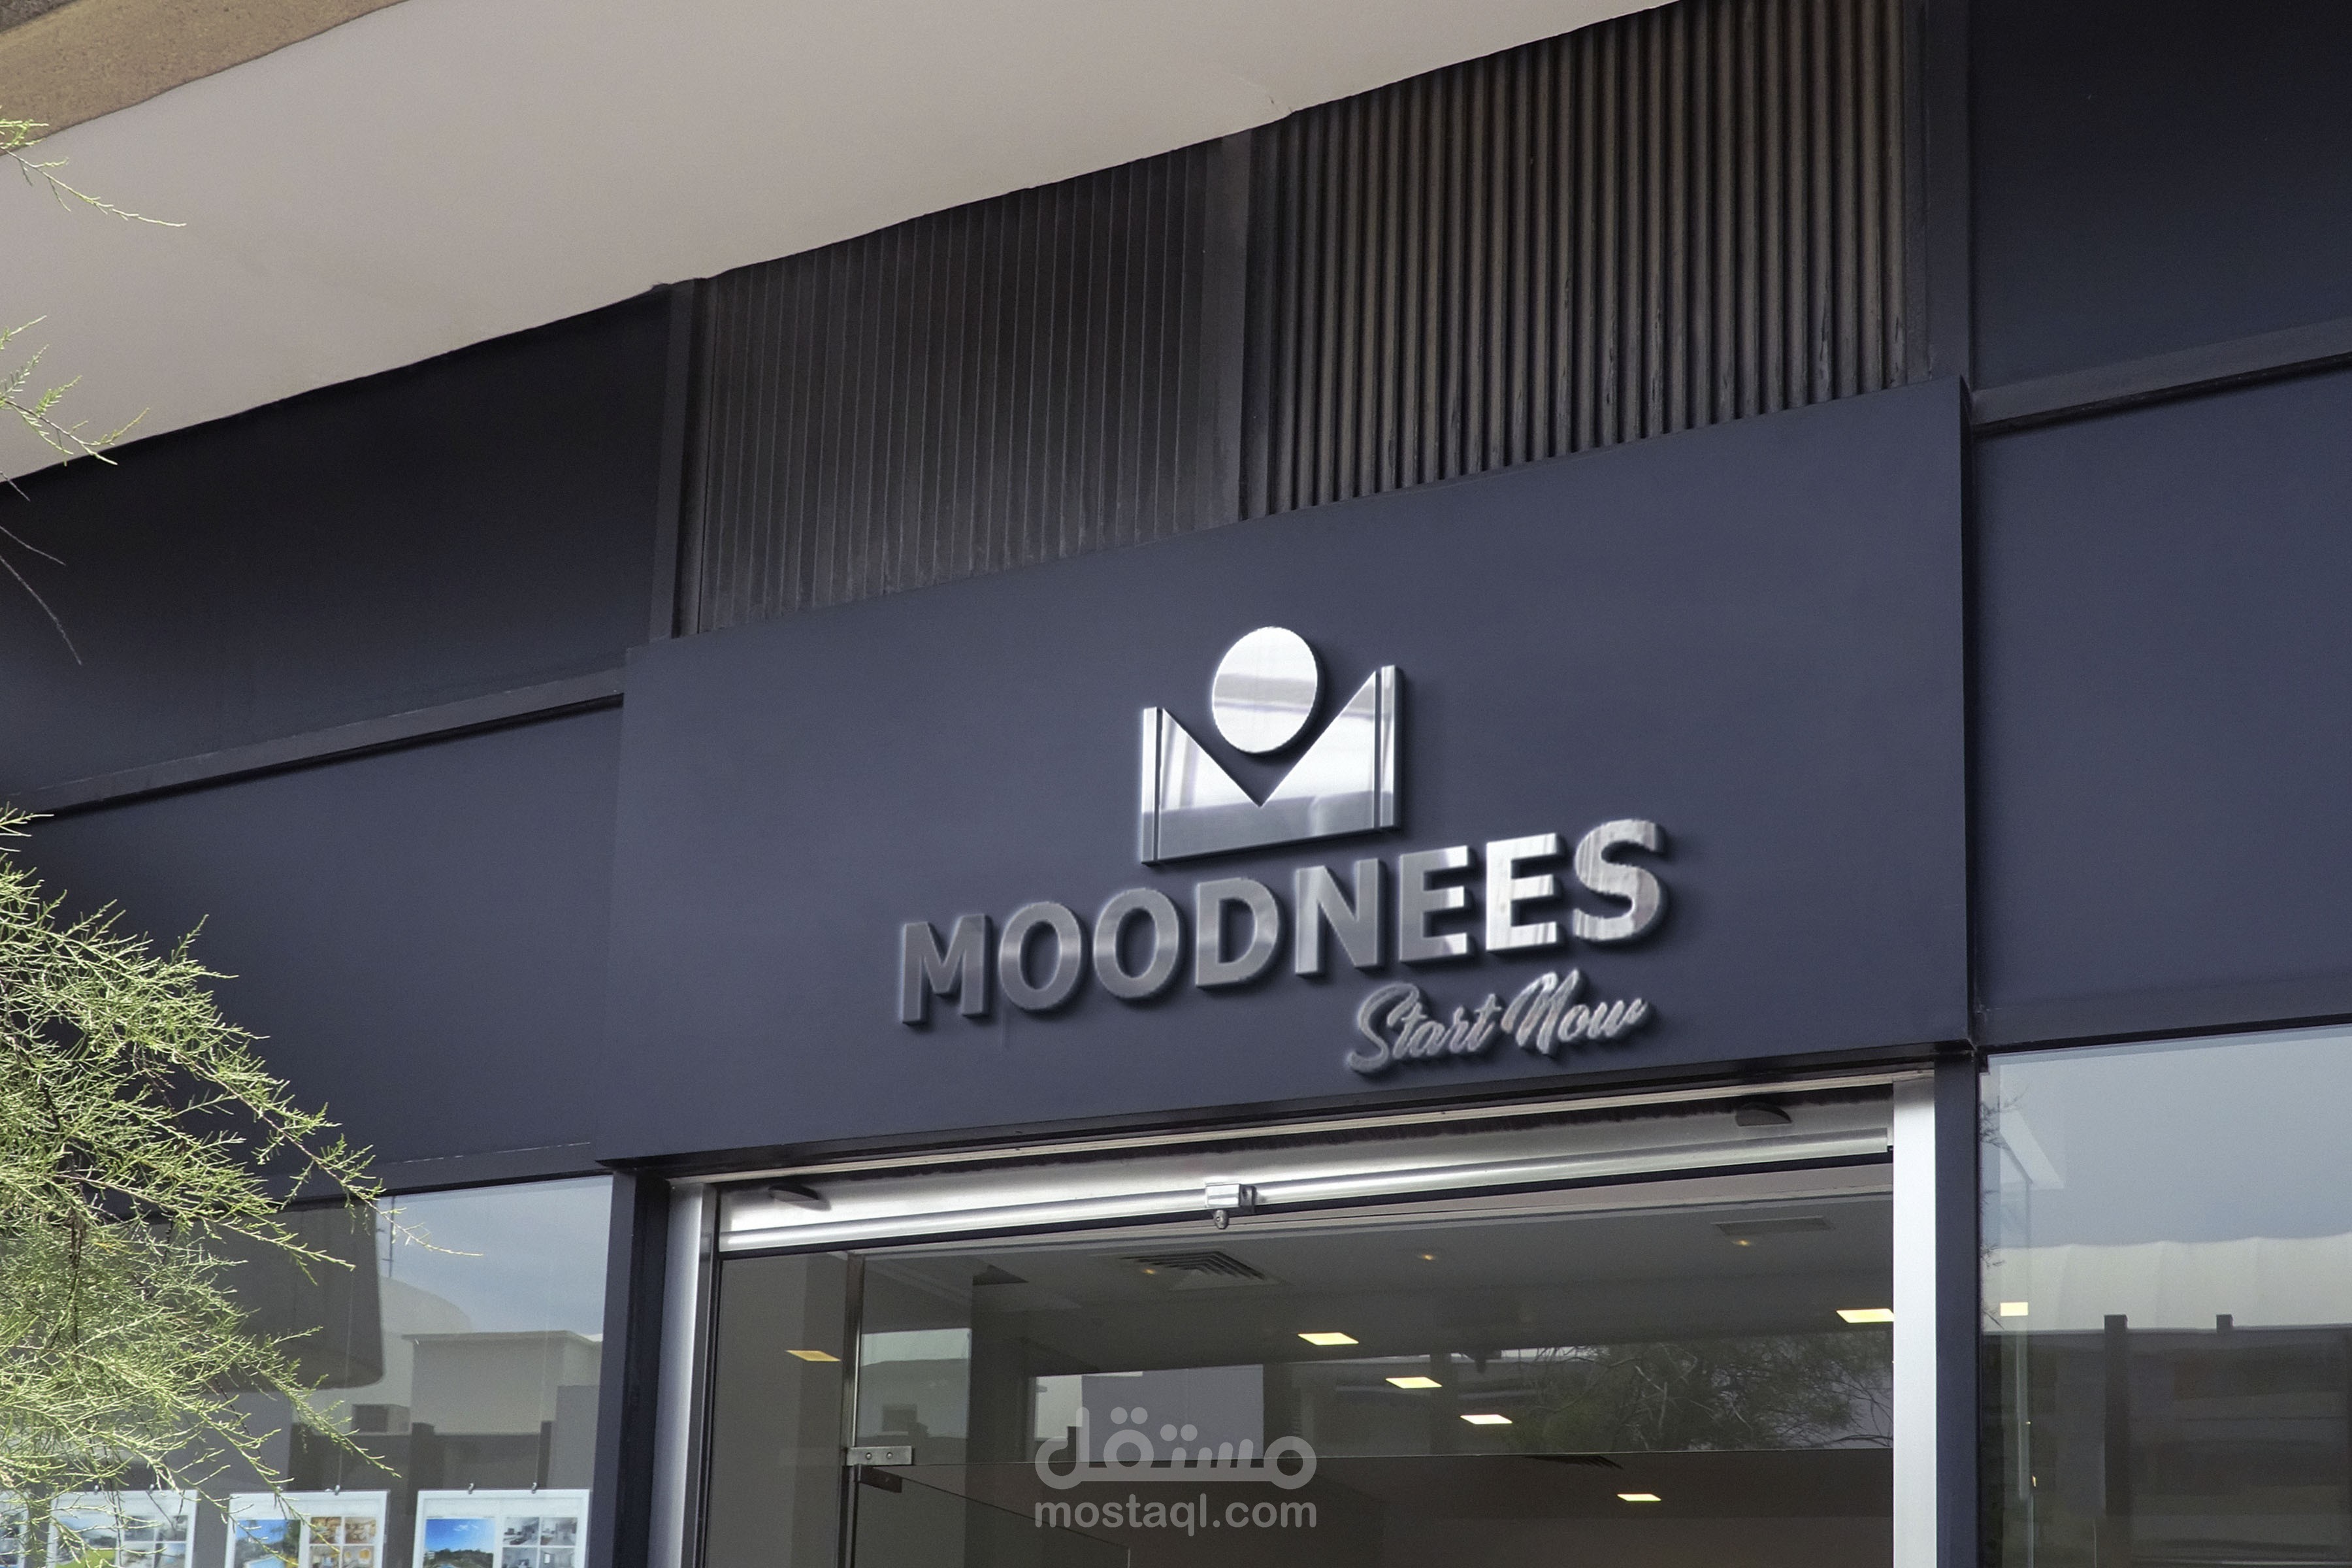 MOODNEES
Start Now
مستقل
mostaql.com